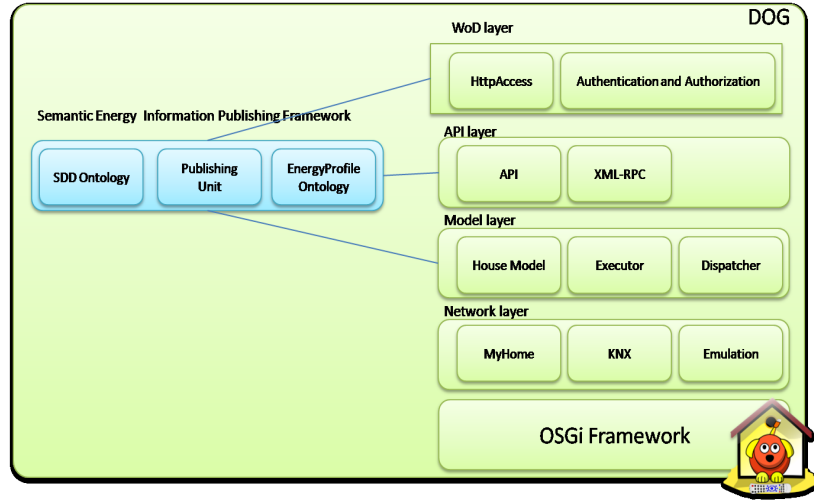 DOG
WoD layer
HttpAccess
Authentication and Authorization
Semantic Energy Information Publishing Framework
SDD Ontology
Publishing
Unit
EnergyProfile
Ontology
API layer
API
XML-RPC
Model layer
House Model
Executor
Dispatcher
Network layer
MyHome
KNX
Emulation
OSGi Framework